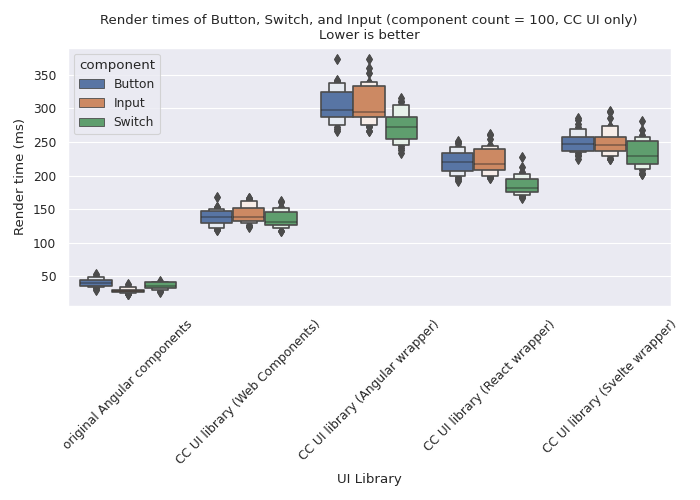 Render times of Button, Switch, and Input (component count = 100, CC UI only)
Lower is better
component
Button
Input
Switch
Render time (ms)
350
300
250
200
150
100
50
original Angular components
CC UI library (Web Components)
CC UI library (Angular wrapper)
CC UI library (React wrapper)
CC UI library (Svelte wrapper)
UI Library